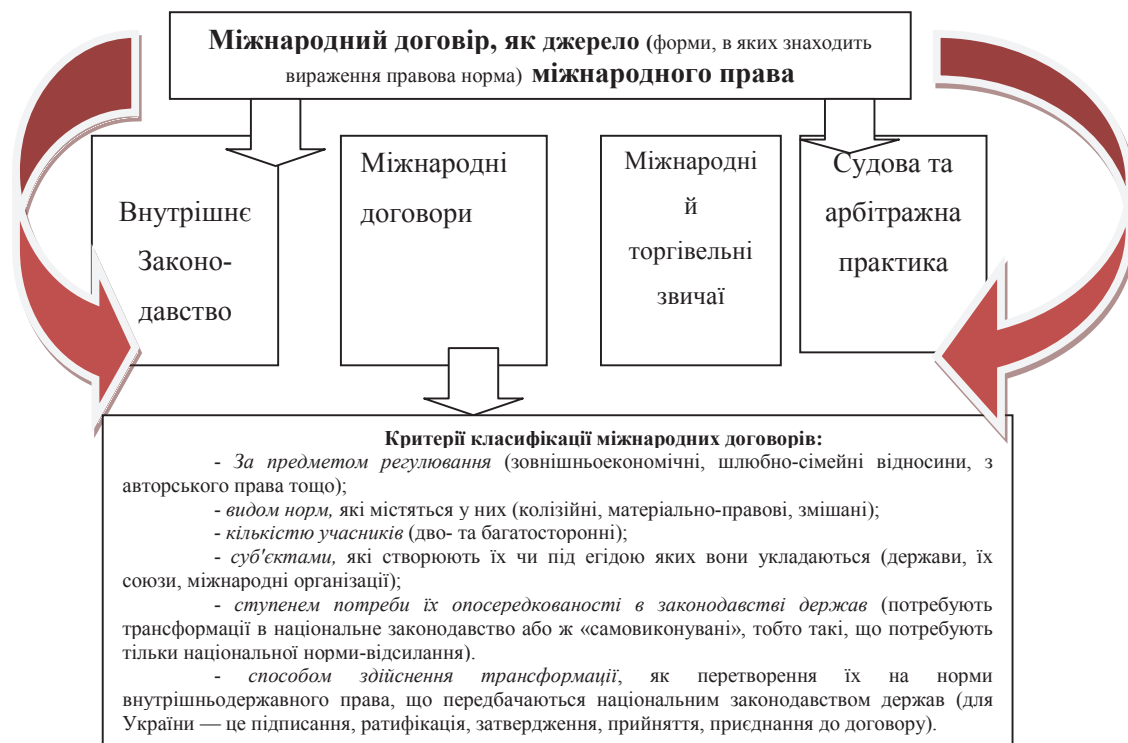 Міжнародний договір, як джерело (форми, в яких знаходить
вираження правова норма) міжнародного права
Внутрішнє
Законо-
давство
Міжнародні
договори
Міжнародні
й
торгівельні
звичаї
Судова та
арбітражна
практика
Критерії класифікації міжнародних договорів:
- За предметом регулювання (зовнішньоекономічні, шлюбно-сімейні відносини, з
авторського права тощо);
- видом норм, які містяться у них (колізійні, матеріально-правові, змішані);
- кількістю учасників (дво- та багатосторонні);
- суб'єктами, які створюють їх чи під егідою яких вони укладаються (держави, їх
союзи, міжнародні організації);
- ступенем потреби їх опосередкованості в законодавстві держав (потребують
трансформації в національне законодавство або ж «самовиконувані», тобто такі, що потребують
тільки національної норми-відсилання).
- способом здійснення трансформації, як перетворення їх на норми
внутрішньодержавного права, що передбачаються національним законодавством держав (для
України — це підписання, ратифікація, затвердження, прийняття, приєднання до договору).